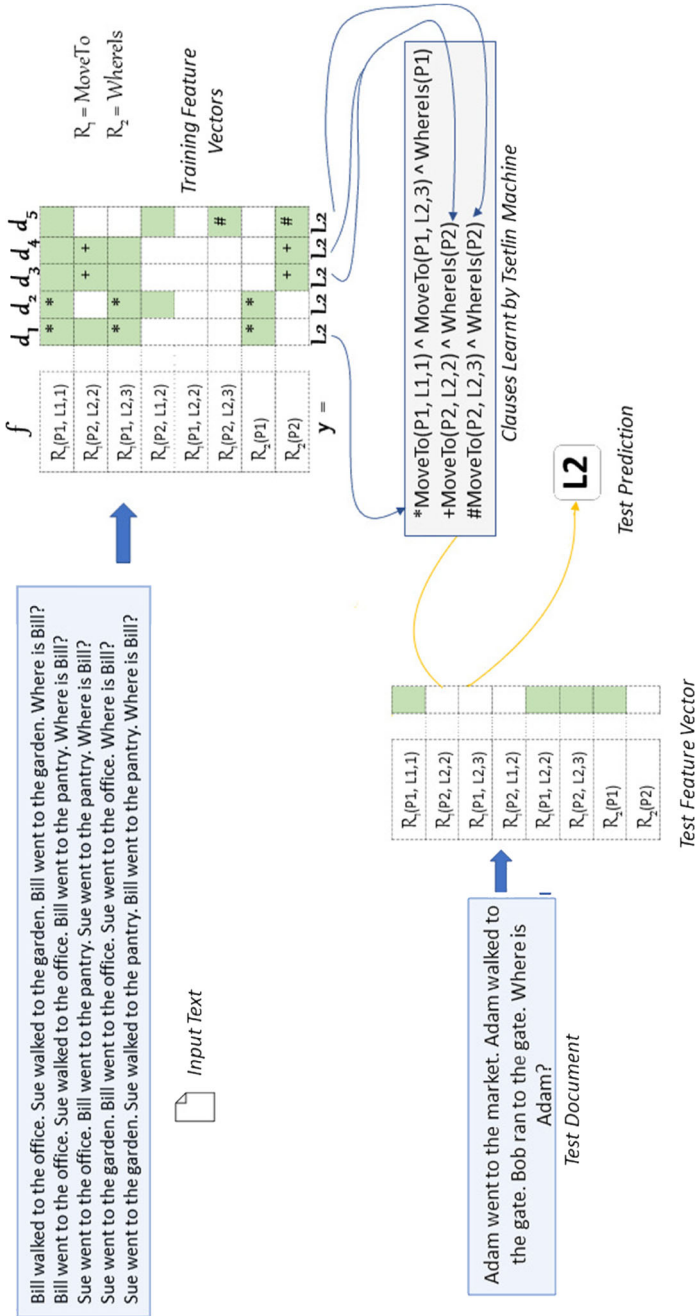 Bill walked to the office. Sue walked to the garden. Bill went to the garden. Where is Bill?
Bill went to the office. Sue walked to the office. Bill went to the pantry. Where is Bill?
Sue went to the office. Bill went to the pantry. Sue went to the pantry. Where is Bill?
Sue went to the garden. Bill went to the office. Sue went to the office. Where is Bill?
Sue went to the garden. Sue walked to the pantry. Bill went to the pantry. Where is Bill?
Input Text
f
R₁(P1, L1,1)
R₁(P2, L2,2)
R₁(P1, L2,3)
R₁(P2, L1,2)
R₁(P1, L2,2)
R₁(P2, L2,3)
R₂(P1)
R₂(P2)
y =
d₁ d₂ d₃ d₄ d₅
* *
+ +
* *
#
* *
+ + #
L2 L2 L2 L2 L2
R₁ = MoveTo
R₂ = WhereIs
Training Feature
Vectors
*MoveTo(P1, L1,1) ^ MoveTo(P1, L2,3) ^ WhereIs(P1)
+MoveTo(P2, L2,2) ^ WhereIs(P2)
#MoveTo(P2, L2,3) ^ WhereIs(P2)
Clauses Learnt by Tsetlin Machine
Adam went to the market. Adam walked to
the gate. Bob ran to the gate. Where is
Adam?
Test Document
R₁(P1, L1,1)
R₁(P2, L2,2)
R₁(P1, L2,3)
R₁(P2, L1,2)
R₁(P1, L2,2)
R₁(P2, L2,3)
R₂(P1)
R₂(P2)
Test Feature Vector
L2
Test Prediction